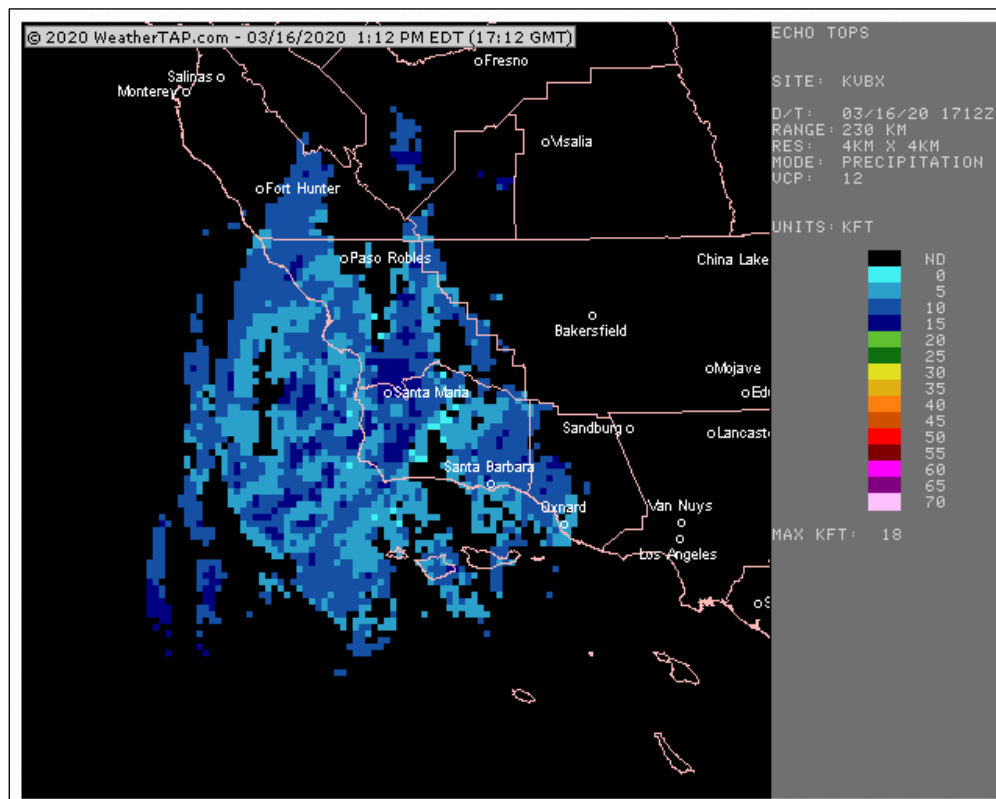 © 2020 WeatherTAP.com - 03/16/2020 1:12 PM EDT (17:12 GMT)
Fresno
Salinas
Monterey
Visalia
Fort Hunter
Paso Robles
China Lake
Bakersfield
Mojave
Santa Maria
Edw
Sandburg
Lancast
Santa Barbara
Oxnard
Van Nuys
Los Angeles
S
ECHO TOPS
SITE: KVBX
D/T: 03/16/20 1712Z
RANGE: 230 KM
RES: 4KM X 4KM
MODE: PRECIPITATION
VCP: 12
UNITS: KFT
ND
0
5
10
15
20
25
30
35
40
45
50
55
60
65
70
MAX KFT: 18